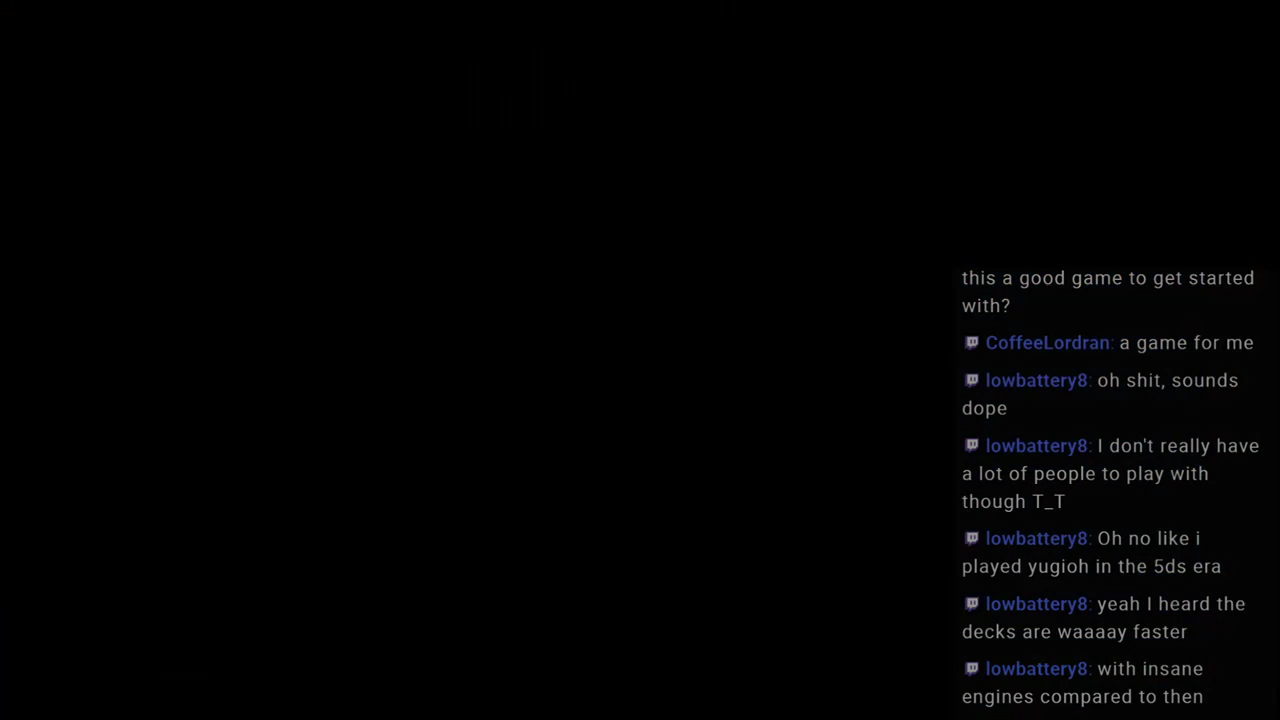 this a good game to get started
with?
CoffeeLordran: a game for me
lowbattery8: oh shit, sounds
dope
lowbattery8: I don't really have
a lot of people to play with
though T_T
lowbattery8: Oh no like i
played yugioh in the 5ds era
lowbattery8: yeah I heard the
decks are waaaay faster
lowbattery8: with insane
engines compared to then